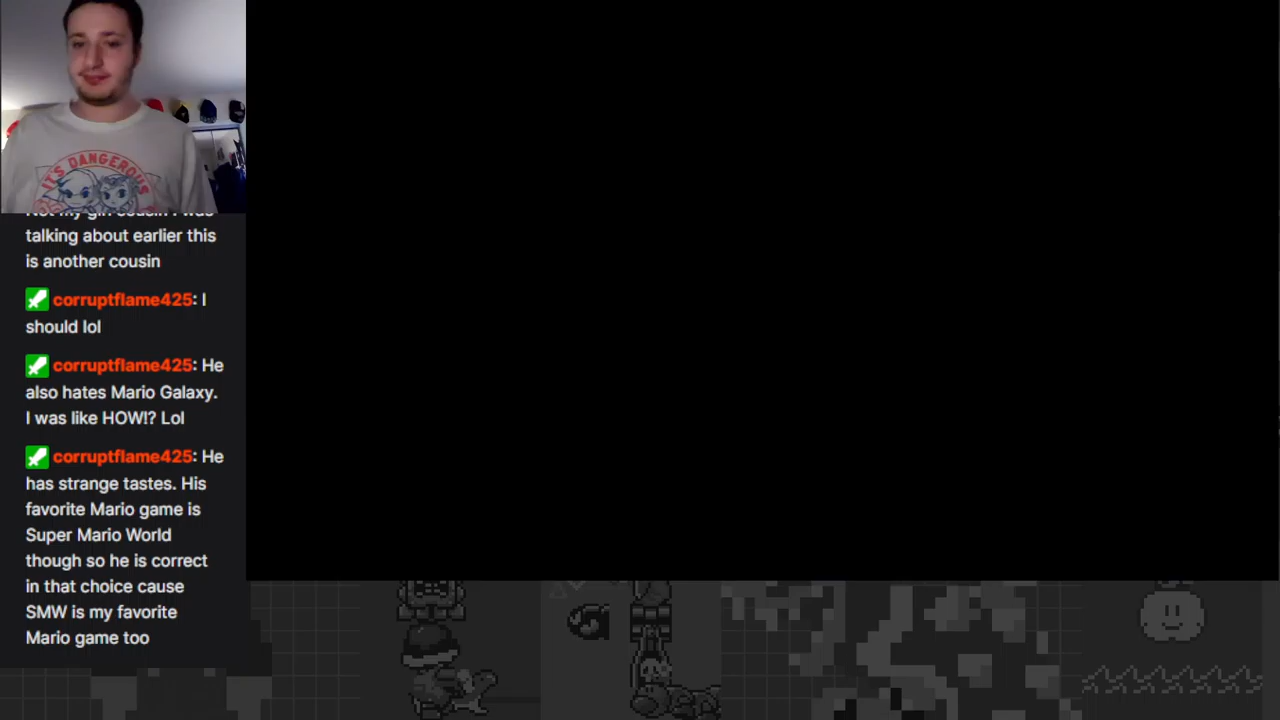 IT'S DANGEROUS
talking about earlier this
is another cousin
corruptflame425: I
should lol
corruptflame425: He
also hates Mario Galaxy.
I was like HOW!? Lol
corruptflame425: He
has strange tastes. His
favorite Mario game is
Super Mario World
though so he is correct
in that choice cause
SMW is my favorite
Mario game too